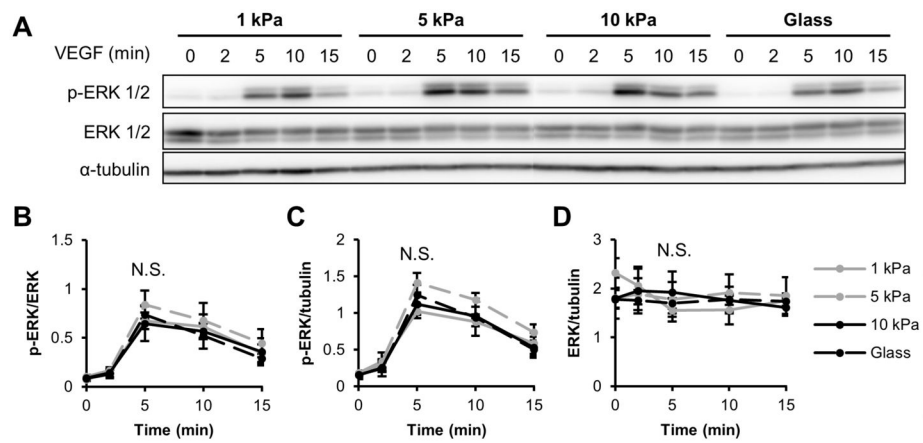 A
1 kPa 5 kPa 10 kPa Glass
VEGF (min) 0 2 5 10 15 0 2 5 10 15 0 2 5 10 15 0 2 5 10 15
p-ERK 1/2
ERK 1/2
α-tubulin
B
1.5
1
0.5
0
p-ERK/ERK
N.S.
0 5 10 15
Time (min)
C
2
1.5
1
0.5
0
p-ERK/tubulin
N.S.
0 5 10 15
Time (min)
D
3
2
1
0
ERK/tubulin
N.S.
0 5 10 15
Time (min)
1 kPa
5 kPa
10 kPa
Glass